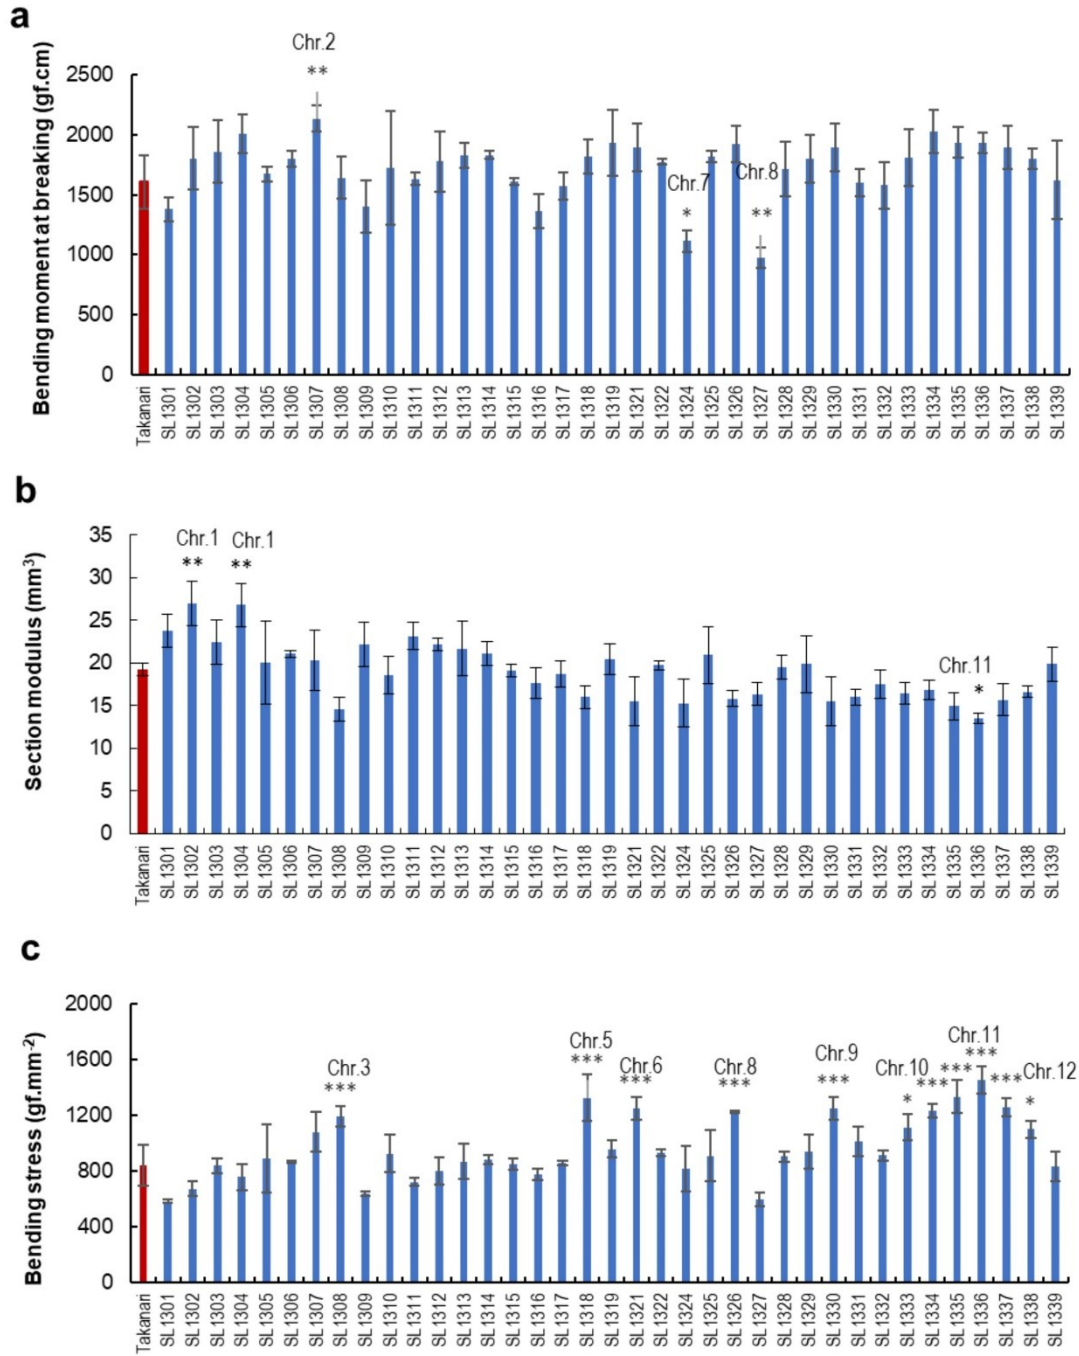 a
Chr.2
**
Bending moment at breaking (gf.cm)
2500
2000
1500
1000
500
0
Chr.7
*
Chr.8
**
Takanari SL1301 SL1302 SL1303 SL1304 SL1305 SL1306 SL1307 SL1308 SL1309 SL1310 SL1311 SL1312 SL1313 SL1314 SL1315 SL1316 SL1317 SL1318 SL1319 SL1321 SL1322 SL1324 SL1325 SL1326 SL1327 SL1328 SL1329 SL1330 SL1331 SL1332 SL1333 SL1334 SL1335 SL1336 SL1337 SL1338 SL1339
b
Section modulus (mm³)
35
30
25
20
15
10
5
0
Chr.1 Chr.1
** **
Chr.11
*
Takanari SL1301 SL1302 SL1303 SL1304 SL1305 SL1306 SL1307 SL1308 SL1309 SL1310 SL1311 SL1312 SL1313 SL1314 SL1315 SL1316 SL1317 SL1318 SL1319 SL1321 SL1322 SL1324 SL1325 SL1326 SL1327 SL1328 SL1329 SL1330 SL1331 SL1332 SL1333 SL1334 SL1335 SL1336 SL1337 SL1338 SL1339
c
Bending stress (gf.mm⁻²)
2000
1600
1200
800
400
0
Chr.3
***
Chr.5
***
Chr.6
***
Chr.8
***
Chr.9
***
Chr.10
* *** ***
Chr.11
***
*** Chr.12
*
Takanari SL1301 SL1302 SL1303 SL1304 SL1305 SL1306 SL1307 SL1308 SL1309 SL1310 SL1311 SL1312 SL1313 SL1314 SL1315 SL1316 SL1317 SL1318 SL1319 SL1321 SL1322 SL1324 SL1325 SL1326 SL1327 SL1328 SL1329 SL1330 SL1331 SL1332 SL1333 SL1334 SL1335 SL1336 SL1337 SL1338 SL1339